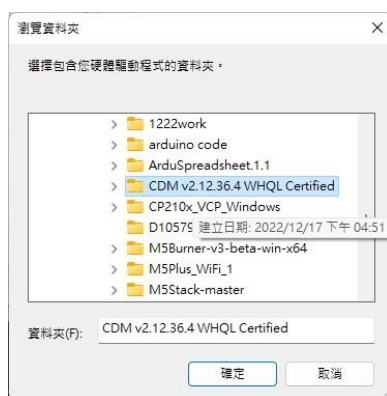 瀏覽資料夾
選擇包含您硬體驅動程式的資料夾。
1222work
arduino code
ArduSpreadsheet.1.1
CDM v2.12.36.4 WHQL Certified
CP210x_VCP_Windows
D10579 建立日期: 2022/12/17 下午 04:51
M5Burner-v3-beta-win-x64
M5Plus_WiFi_1
M5Stack-master
資料夾(F): CDM v2.12.36.4 WHQL Certified
確定 取消